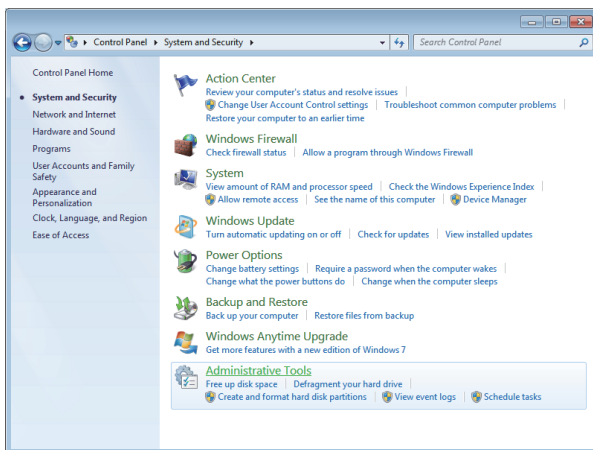 Control Panel ▸ System and Security ▸
Search Control Panel
Control Panel Home
System and Security
Network and Internet
Hardware and Sound
Programs
User Accounts and Family
Safety
Appearance and
Personalization
Clock, Language, and Region
Ease of Access
Action Center
Review your computer's status and resolve issues
Change User Account Control settings | Troubleshoot common computer problems
Restore your computer to an earlier time
Windows Firewall
Check firewall status | Allow a program through Windows Firewall
System
View amount of RAM and processor speed | Check the Windows Experience Index
Allow remote access | See the name of this computer | Device Manager
Windows Update
Turn automatic updating on or off | Check for updates | View installed updates
Power Options
Change battery settings | Require a password when the computer wakes
Change what the power buttons do | Change when the computer sleeps
Backup and Restore
Back up your computer | Restore files from backup
Windows Anytime Upgrade
Get more features with a new edition of Windows 7
Administrative Tools
Free up disk space | Defragment your hard drive
Create and format hard disk partitions | View event logs | Schedule tasks